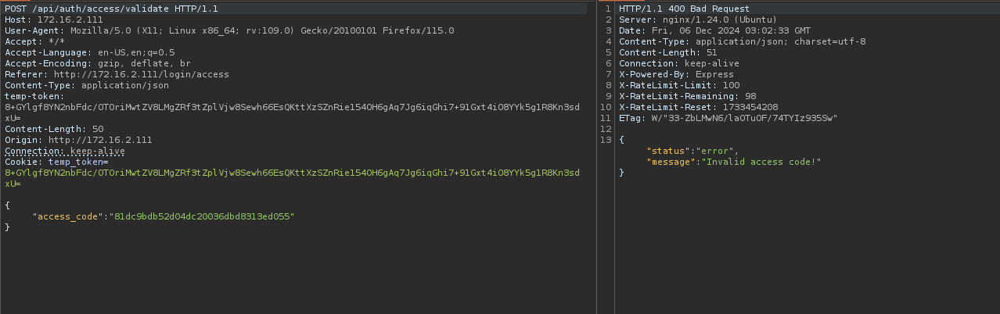 POST /api/auth/access/validate HTTP/1.1
Host: 172.16.2.111
User-Agent: Mozilla/5.0 (X11; Linux x86_64; rv:109.0) Gecko/20100101 Firefox/115.0
Accept: */*
Accept-Language: en-US,en;q=0.5
Accept-Encoding: gzip, deflate, br
Referer: http://172.16.2.111/login/access
Content-Type: application/json
temp-token:
8+GYlgf8YN2nbFdc/OTOriMwtZV8LMgZRf3tZplVjw8Sewh66EsQKttXzSZnRie154OH6gAq7Jg6iqGhi7+91Gxt4iO8YYk5g1R8Kn3sd
xU=
Content-Length: 50
Origin: http://172.16.2.111
Connection: keep-alive
Cookie: temp_token=
8+GYlgf8YN2nbFdc/OTOriMwtZV8LMgZRf3tZplVjw8Sewh66EsQKttXzSZnRie154OH6gAq7Jg6iqGhi7+91Gxt4iO8YYk5g1R8Kn3sd
xU=
{
"access_code":"81dc9bdb52d04dc20036dbd8313ed055"
}
1 HTTP/1.1 400 Bad Request
2 Server: nginx/1.24.0 (Ubuntu)
3 Date: Fri, 06 Dec 2024 03:02:33 GMT
4 Content-Type: application/json; charset=utf-8
5 Content-Length: 51
6 Connection: keep-alive
7 X-Powered-By: Express
8 X-RateLimit-Limit: 100
9 X-RateLimit-Remaining: 98
10 X-RateLimit-Reset: 1733454208
11 ETag: W/"33-ZbLMwN6/laOTuOF/74TYIz935Sw"
12
13 {
"status":"error",
"message":"Invalid access code!"
}